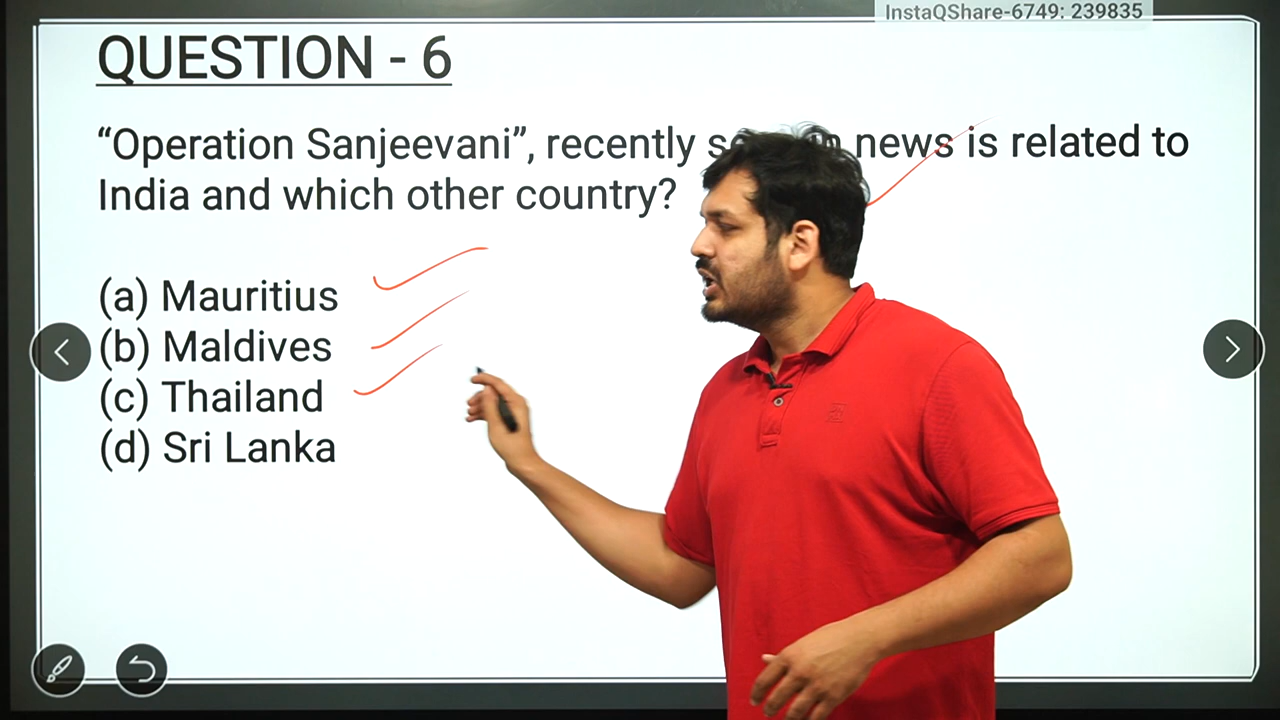 InstaQShare-6749: 239835
QUESTION - 6
“Operation Sanjeevani”, recently news is related to
India and which other country?
(a) Mauritius
(b) Maldives
(c) Thailand
(d) Sri Lanka